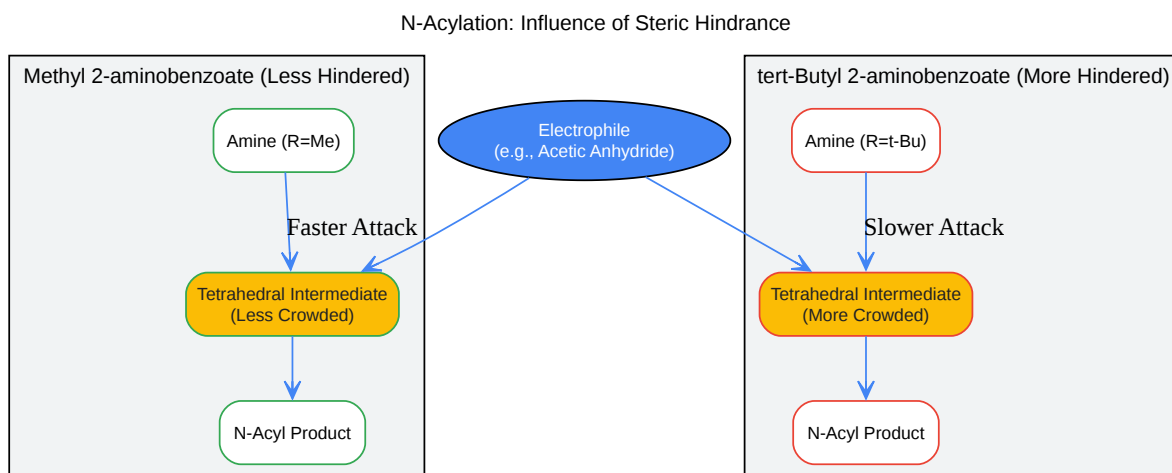 N-Acylation: Influence of Steric Hindrance
Methyl 2-aminobenzoate (Less Hindered)
Amine (R=Me)
Faster Attack
Tetrahedral Intermediate
(Less Crowded)
N-Acyl Product
Electrophile
(e.g., Acetic Anhydride)
tert-Butyl 2-aminobenzoate (More Hindered)
Amine (R=t-Bu)
Slower Attack
Tetrahedral Intermediate
(More Crowded)
N-Acyl Product